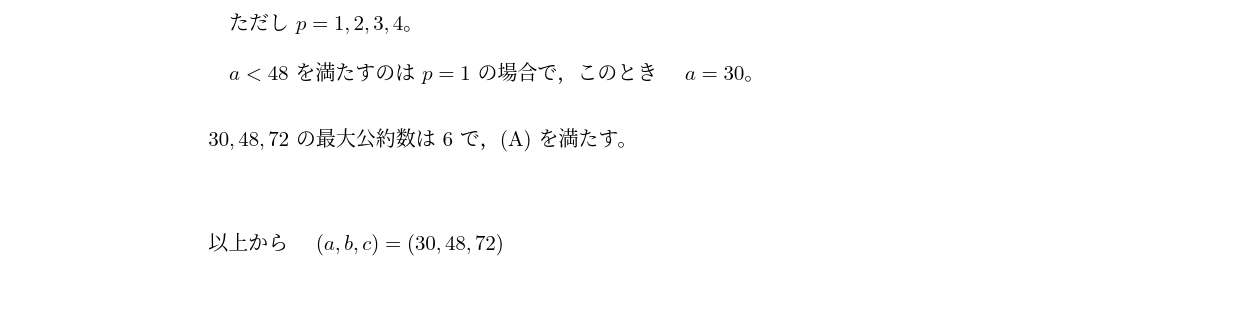 ただし p = 1, 2, 3, 4。
a < 48 を満たすのは p = 1 の場合で，このとき a = 30。
30, 48, 72 の最大公約数は 6 で，(A) を満たす。
以上から (a, b, c) = (30, 48, 72)